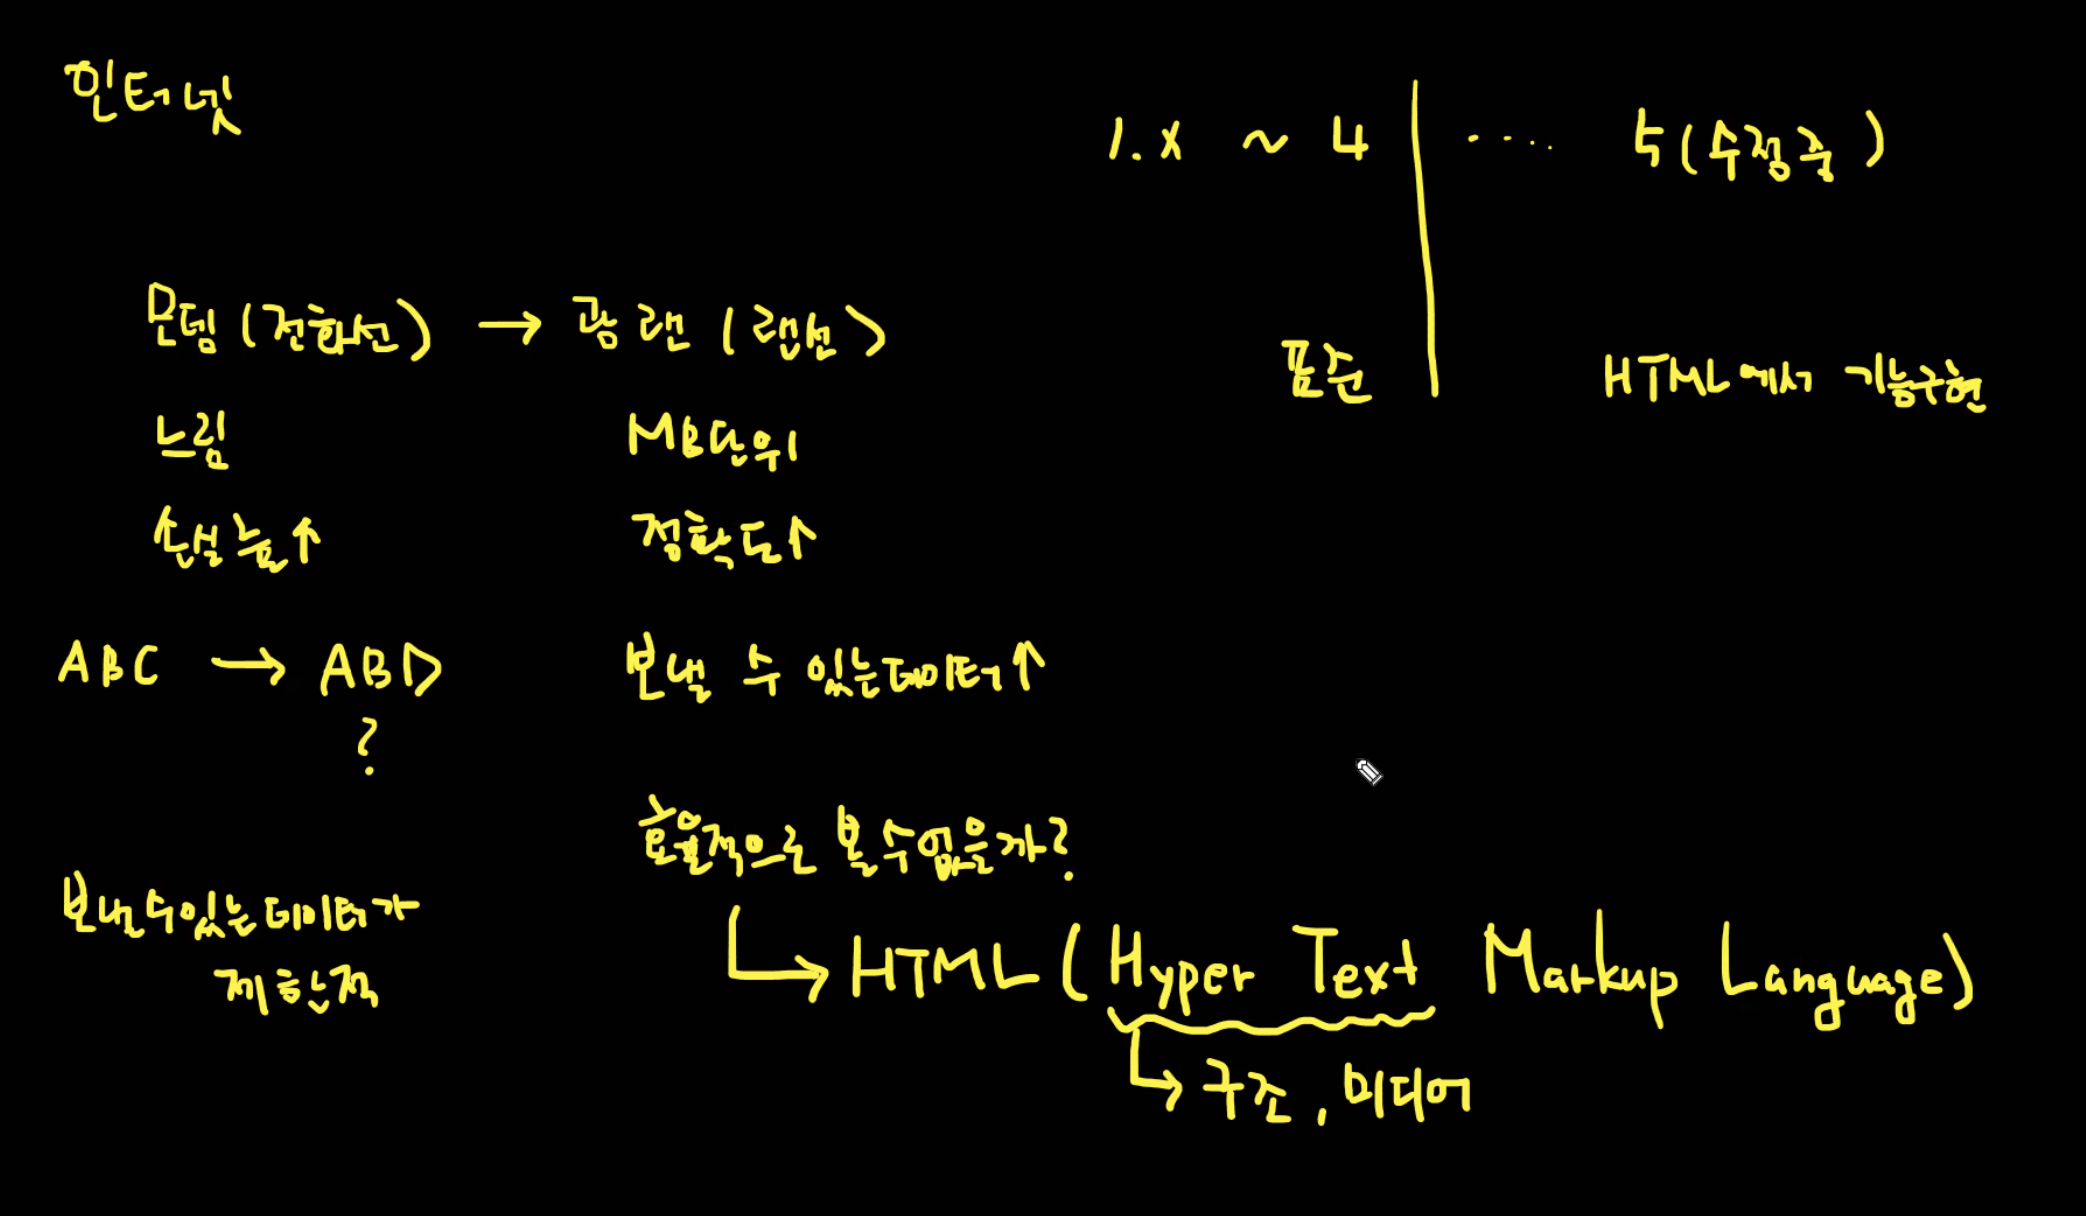 인터넷
1.x ~ 4 .... 5(수정중)
모뎀(전화선) → 광랜(랜선)
표준 HTML에서 기능구현
느림 MB단위
손실율↑ 정확도↑
ABC → ABD 보낼 수 있는데이터↑
?
효율적으로 볼수없을까?
보낼수있는데이터가
제한적
HTML(Hyper Text Markup Language)
구조, 미디어